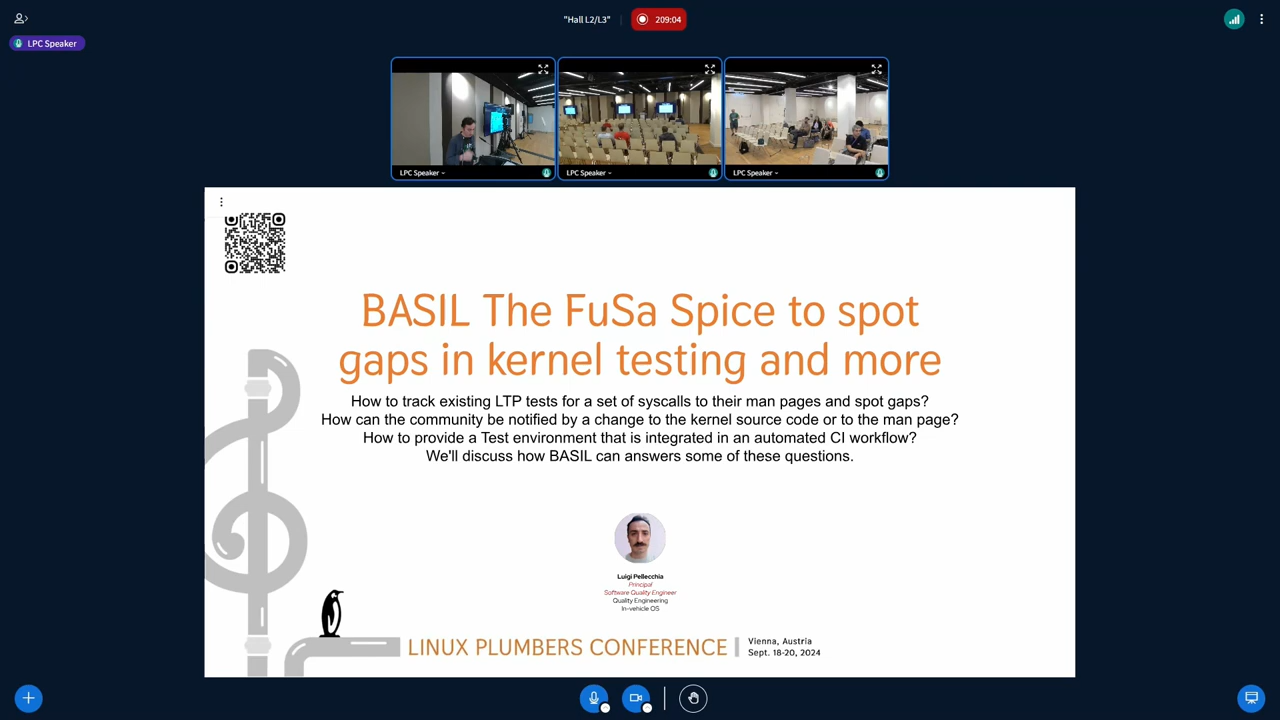 "Hall L2/L3"
209:04
LPC Speaker
LPC Speaker
LPC Speaker
LPC Speaker
BASIL The FuSa Spice to spot
gaps in kernel testing and more
How to track existing LTP tests for a set of syscalls to their man pages and spot gaps?
How can the community be notified by a change to the kernel source code or to the man page?
How to provide a Test environment that is integrated in an automated CI workflow?
We'll discuss how BASIL can answers some of these questions.
Luigi Pellecchia
Principal
Software Quality Engineer
Quality Engineering
In-vehicle OS
LINUX PLUMBERS CONFERENCE
Vienna, Austria
Sept. 18-20, 2024